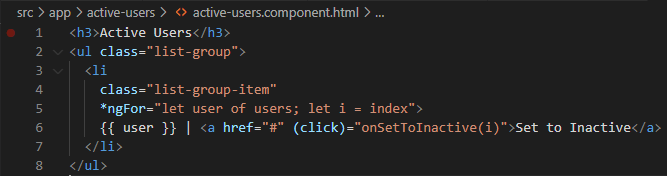 src > app > active-users > <> active-users.component.html > ...
1 <h3>Active Users</h3>
2 <ul class="list-group">
3 <li
4 class="list-group-item"
5 *ngFor="let user of users; let i = index">
6 {{ user }} | <a href="#" (click)="onSetToInactive(i)">Set to Inactive</a>
7 </li>
8 </ul>